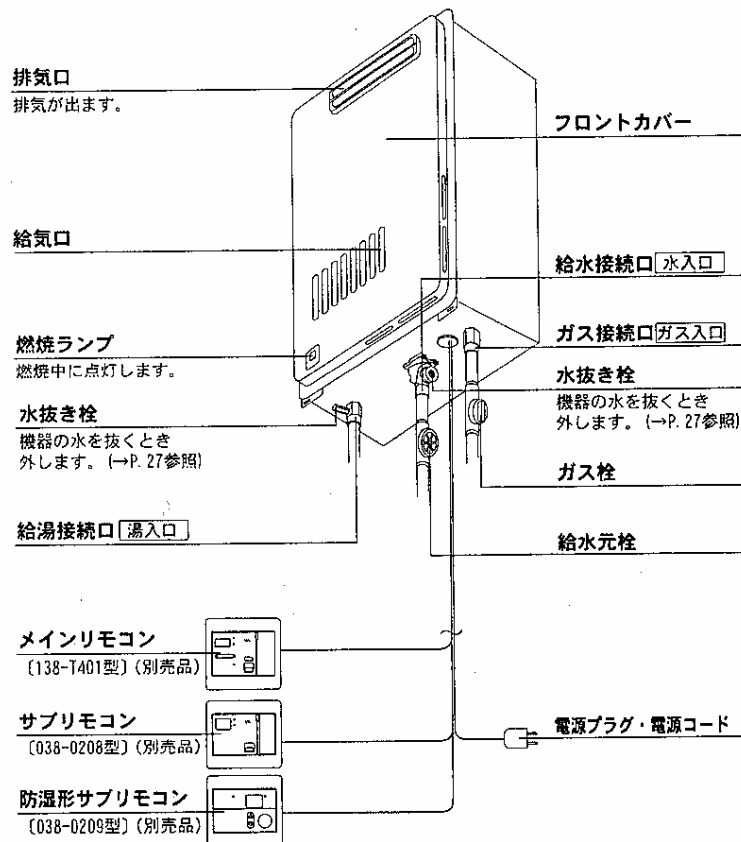 排気口
排気が出ます。
給気口
燃焼ランプ
燃焼中に点灯します。
水抜き栓
機器の水を抜くとき
外します。(→P.27参照)
給湯接続口 湯入口
メインリモコン
〔138-T401型〕(別売品)
サブリモコン
〔038-0208型〕(別売品)
防湿形サブリモコン
〔038-0209型〕(別売品)
フロントカバー
給水接続口 水入口
ガス接続口 ガス入口
水抜き栓
機器の水を抜くとき
外します。(→P.27参照)
ガス栓
給水元栓
電源プラグ・電源コード